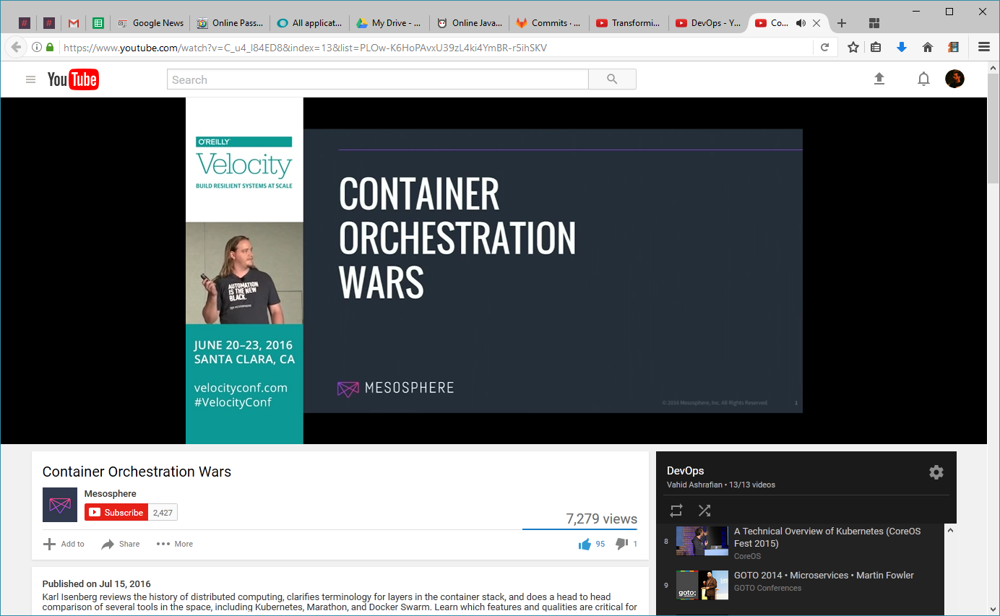 #
#
Google News
Online Pass...
All applicat...
My Drive - ...
Online Java...
Commits · ...
Transformi...
DevOps - Y...
Co...
https://www.youtube.com/watch?v=C_u4_I84ED8&index=13&list=PLOw-K6HoPAvxU39zL4ki4YmBR-r5ihSKV
YouTube
Search
O'REILLY
Velocity
BUILD RESILIENT SYSTEMS AT SCALE
CONTAINER
ORCHESTRATION
WARS
AUTOMATION
IS THE NEW
BLACK.
MESOSPHERE
JUNE 20–23, 2016
SANTA CLARA, CA
velocityconf.com
#VelocityConf
MESOSPHERE
© 2016 Mesosphere, Inc. All Rights Reserved. 1
Container Orchestration Wars
Mesosphere
Subscribe 2,427
7,279 views
Add to Share More 95 1
Published on Jul 15, 2016
Karl Isenberg reviews the history of distributed computing, clarifies terminology for layers in the container stack, and does a head to head
comparison of several tools in the space, including Kubernetes, Marathon, and Docker Swarm. Learn which features and qualities are critical for
DevOps
Vahid Ashrafian • 13/13 videos
8 A Technical Overview of Kubernetes (CoreOS
Fest 2015)
CoreOS
9 GOTO 2014 • Microservices • Martin Fowler
GOTO Conferences
goto;